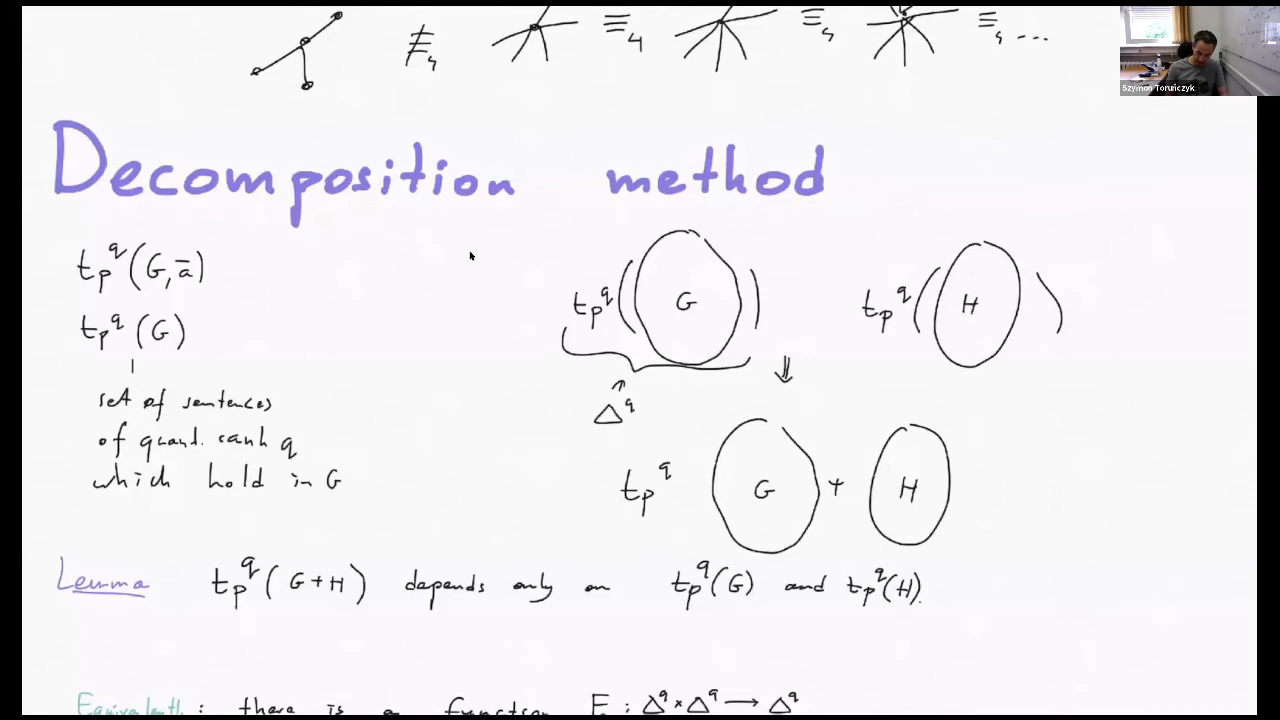 ≢₄ ≡₄ ≡₄ ≡₄ ...
Szymon Toruńczyk
Decomposition method
tp^q (G, ā)
tp^q (G)
set of sentences
of quant. rank q
which hold in G
tp^q ( G ) tp^q ( H )
⇓
Δ^q
tp^q G + H
Lemma tp^q ( G + H ) depends only on tp^q (G) and tp^q (H).
Equivalently: there is a function F : Δ^q × Δ^q → Δ^q